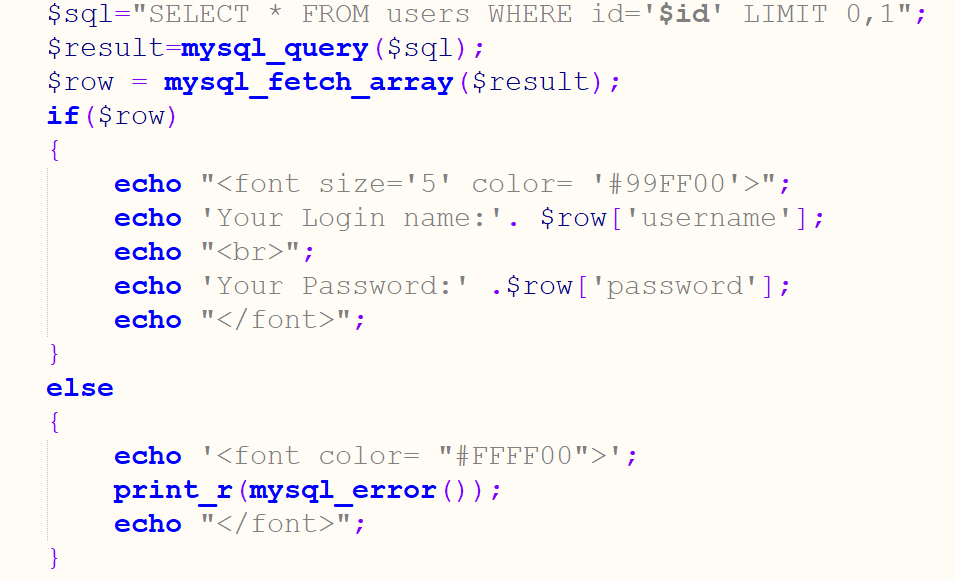 $sql="SELECT * FROM users WHERE id='$id' LIMIT 0,1";
$result=mysql_query($sql);
$row = mysql_fetch_array($result);
if($row)
{
    echo "<font size='5' color= '#99FF00'>";
    echo 'Your Login name:'. $row['username'];
    echo "<br>";
    echo 'Your Password:' .$row['password'];
    echo "</font>";
}
else
{
    echo '<font color= "#FFFF00">';
    print_r(mysql_error());
    echo "</font>";
}